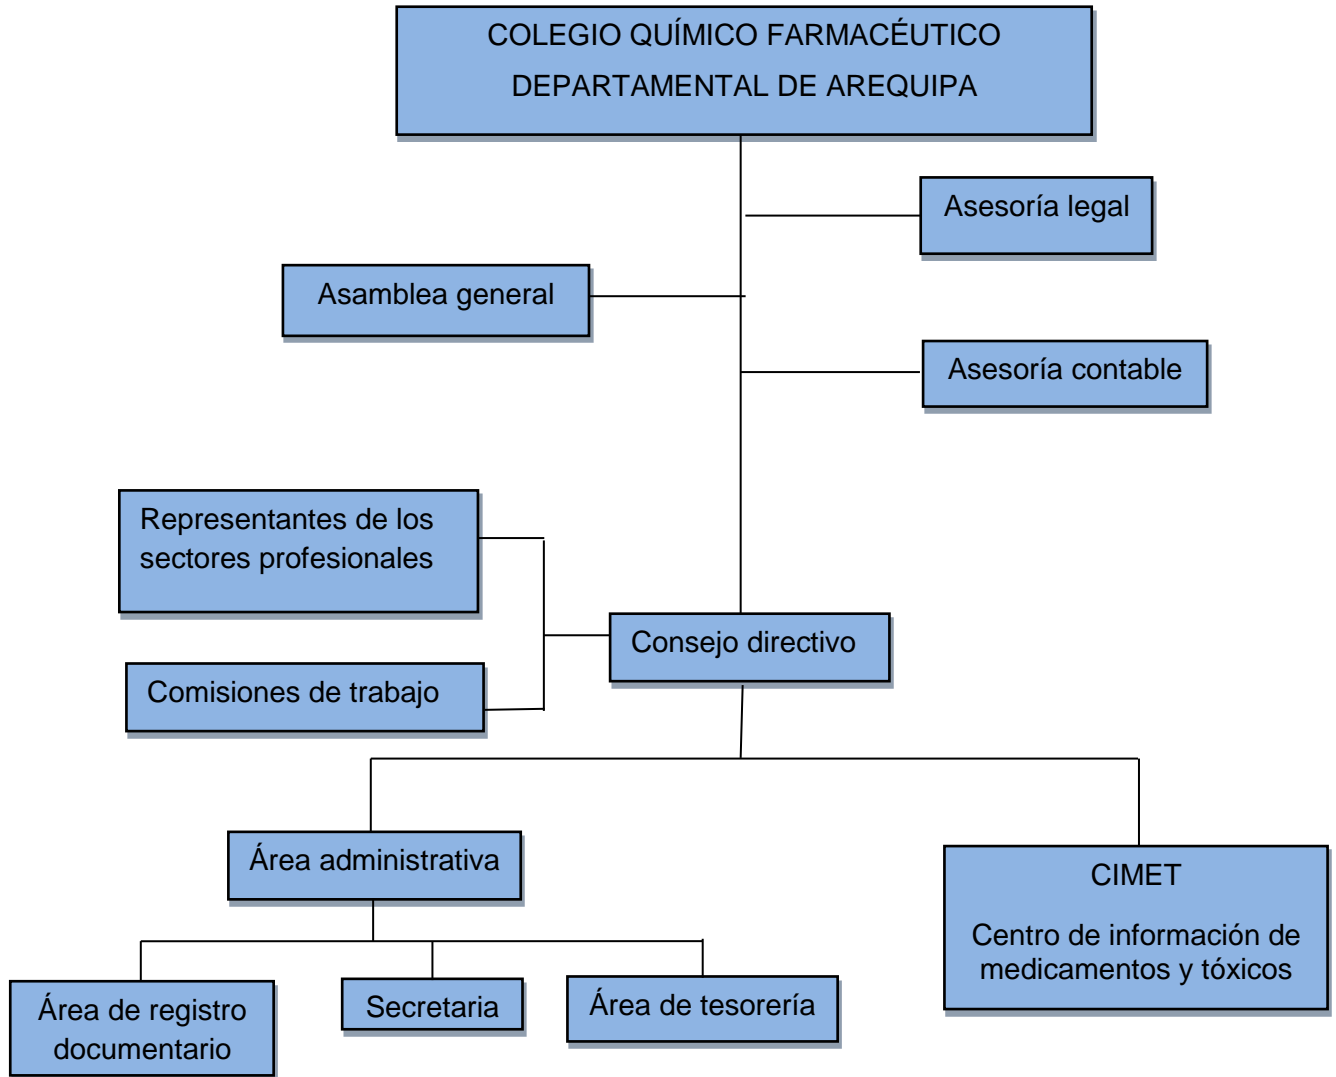 COLEGIO QUÍMICO FARMACÉUTICO
DEPARTAMENTAL DE AREQUIPA
Asesoría legal
Asamblea general
Asesoría contable
Representantes de los
sectores profesionales
Consejo directivo
Comisiones de trabajo
Área administrativa
CIMET
Centro de información de
medicamentos y tóxicos
Área de registro
documentario
Secretaria
Área de tesorería